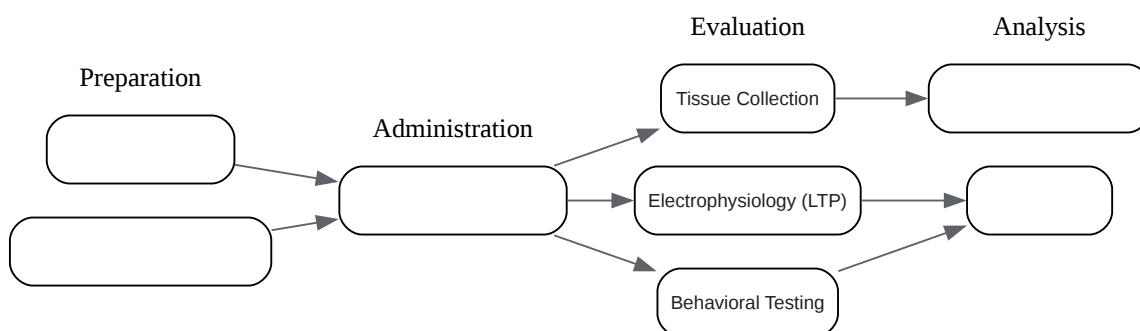 Preparation
Administration
Evaluation
Tissue Collection
Electrophysiology (LTP)
Behavioral Testing
Analysis